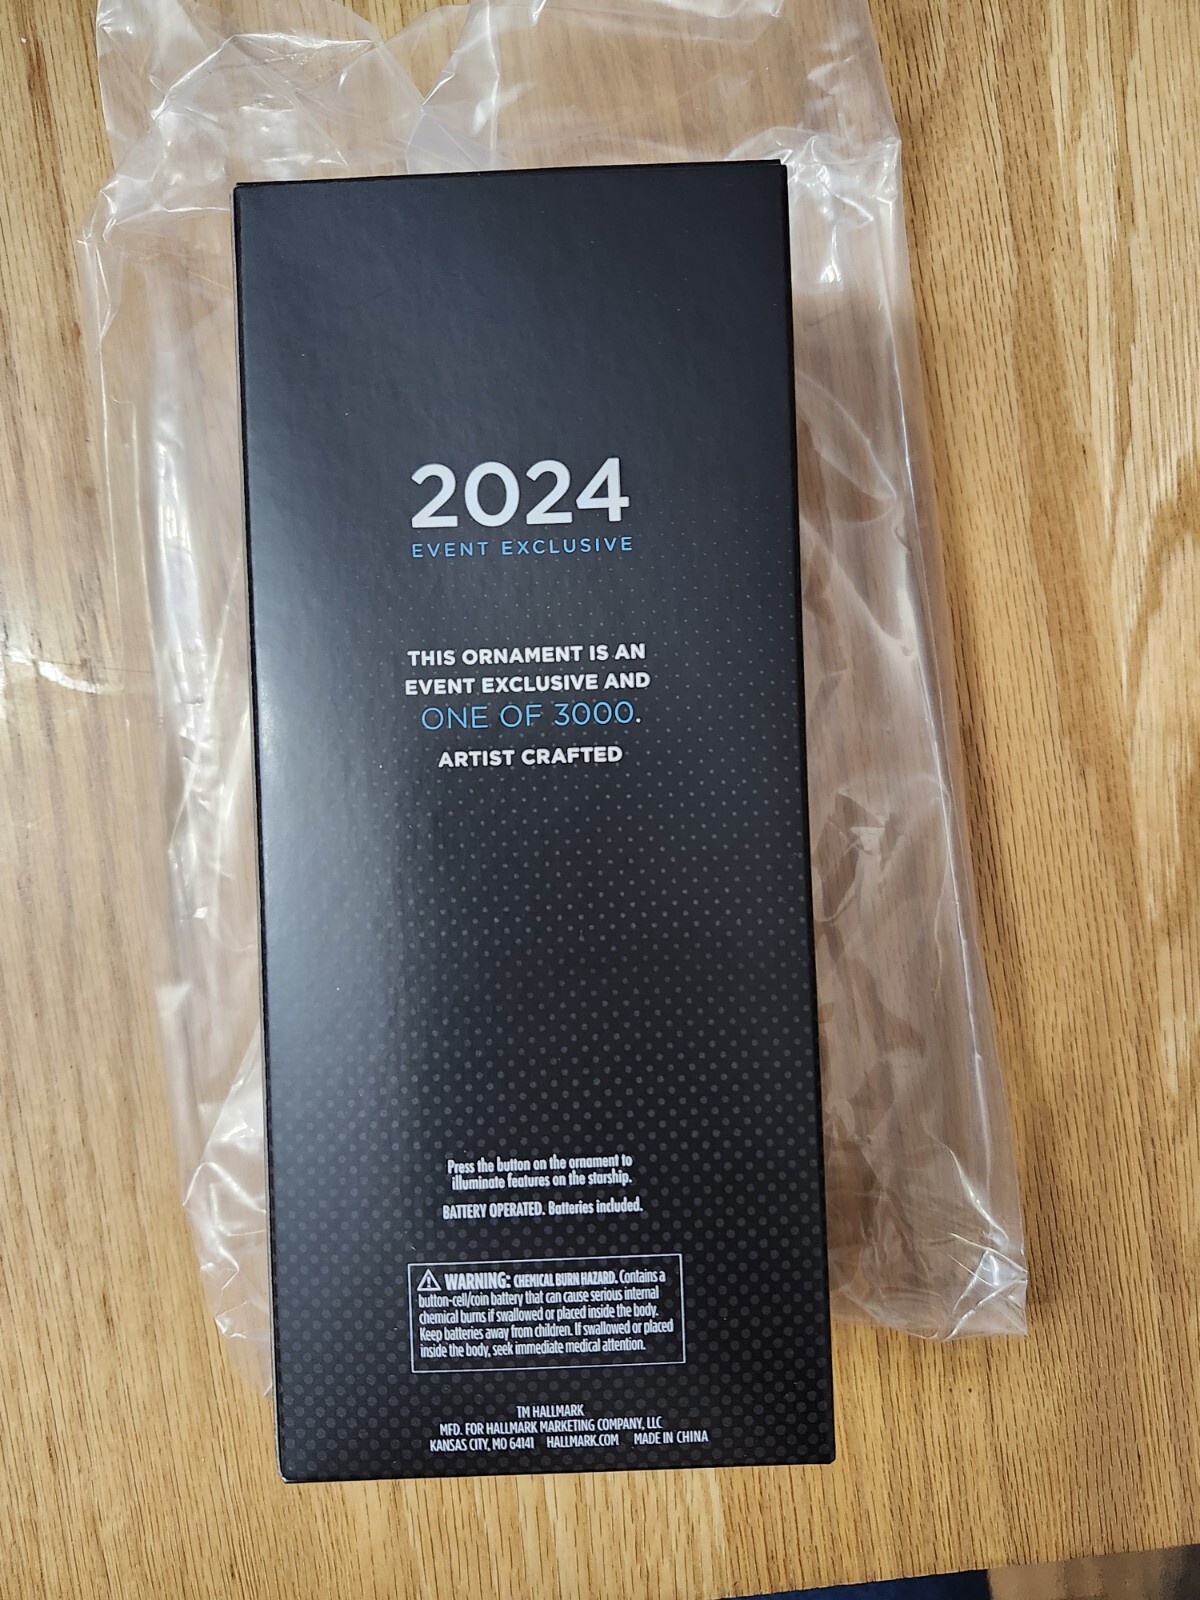 2024
EVENT EXCLUSIVE
THIS ORNAMENT IS AN
EVENT EXCLUSIVE AND
ONE OF 3000.
ARTIST CRAFTED
Press the button on the ornament to
illuminate features on the starship.
BATTERY OPERATED. Batteries included.
⚠ WARNING: CHEMICAL BURN HAZARD. Contains a
button-cell/coin battery that can cause serious internal
chemical burns if swallowed or placed inside the body.
Keep batteries away from children. If swallowed or placed
inside the body, seek immediate medical attention.
TM HALLMARK
MFD. FOR HALLMARK MARKETING COMPANY, LLC
KANSAS CITY, MO 64141 HALLMARK.COM MADE IN CHINA